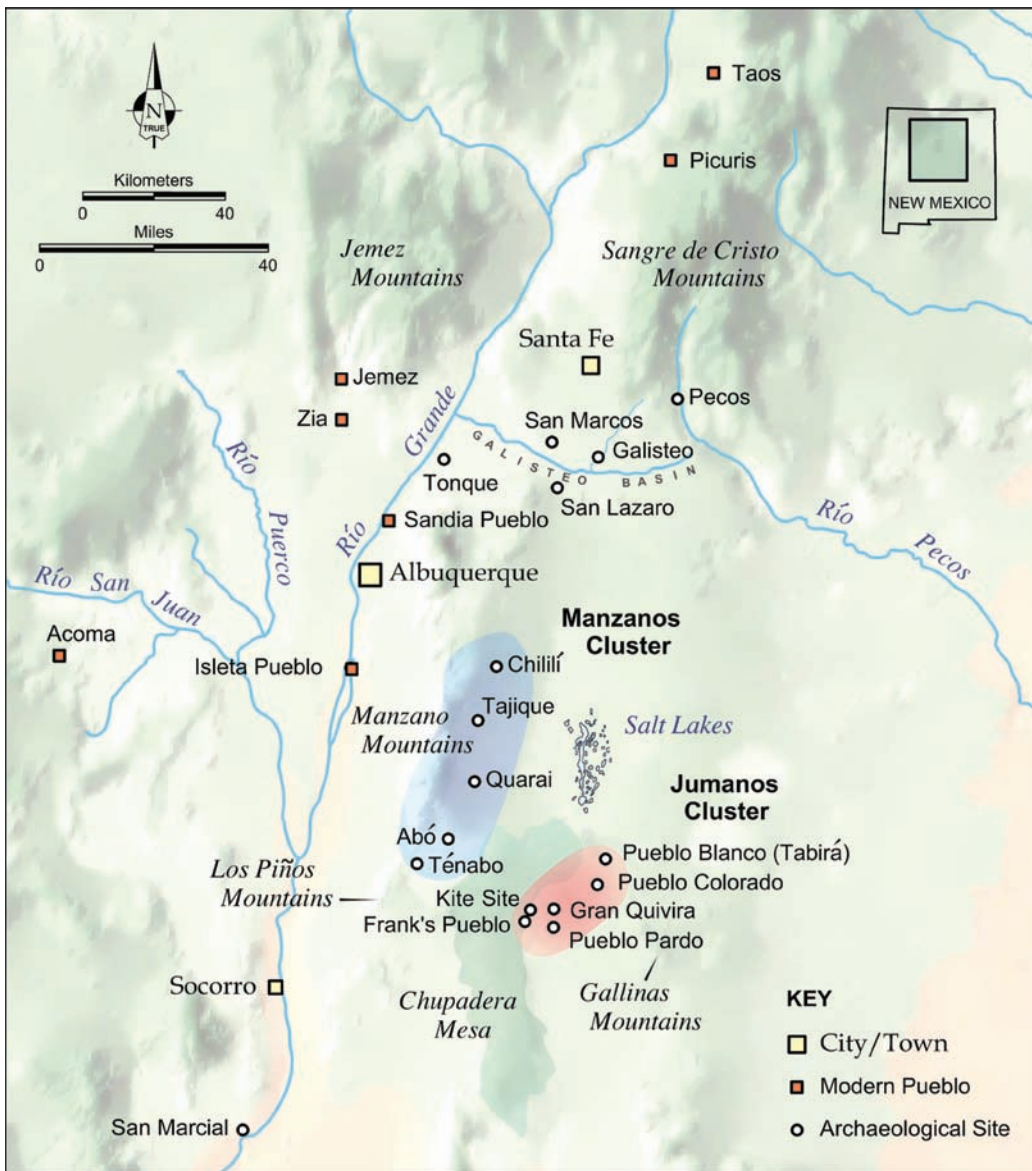 N
TRUE
Kilometers
0 40
Miles
0 40
Taos
Picuris
NEW MEXICO
Jemez
Mountains
Sangre de Cristo
Mountains
Santa Fe
Jemez
Zia
Pecos
San Marcos
Galisteo
GALISTEO BASIN
Tonque
San Lazaro
Sandia Pueblo
Río Grande
Río Puerco
Albuquerque
Río Pecos
Río San Juan
Acoma
Isleta Pueblo
Manzanos
Cluster
Chililí
Tajique
Manzano
Mountains
Salt Lakes
Quarai
Jumanos
Cluster
Abó
Ténabo
Los Piños
Mountains
Pueblo Blanco (Tabirá)
Pueblo Colorado
Kite Site
Gran Quivira
Frank's Pueblo
Pueblo Pardo
Socorro
Chupadera
Mesa
Gallinas
Mountains
San Marcial
KEY
City/Town
Modern Pueblo
Archaeological Site